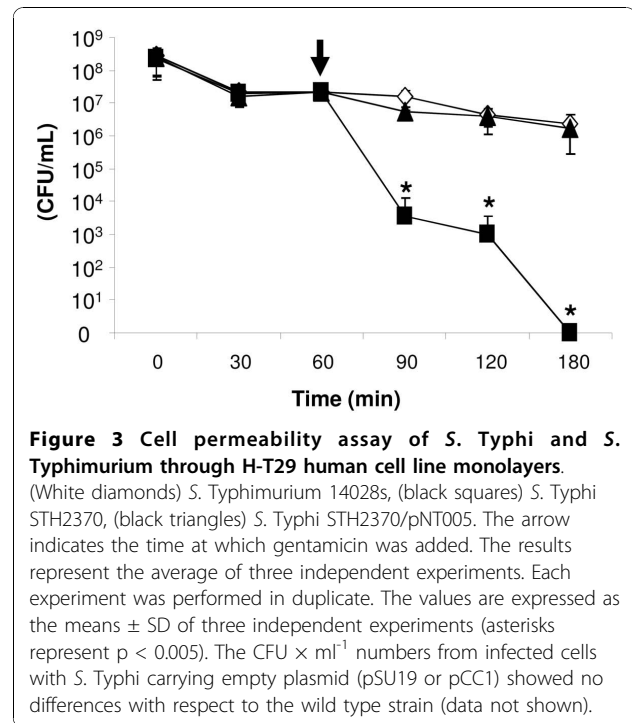 10⁹
10⁸
10⁷
10⁶
10⁵
10⁴
10³
10²
10¹
0
(CFU/mL)
*
*
*
0 30 60 90 120 180
Time (min)
Figure 3 Cell permeability assay of S. Typhi and S.
Typhimurium through H-T29 human cell line monolayers.
(White diamonds) S. Typhimurium 14028s, (black squares) S. Typhi
STH2370, (black triangles) S. Typhi STH2370/pNT005. The arrow
indicates the time at which gentamicin was added. The results
represent the average of three independent experiments. Each
experiment was performed in duplicate. The values are expressed as
the means ± SD of three independent experiments (asterisks
represent p < 0.005). The CFU × ml⁻¹ numbers from infected cells
with S. Typhi carrying empty plasmid (pSU19 or pCC1) showed no
differences with respect to the wild type strain (data not shown).